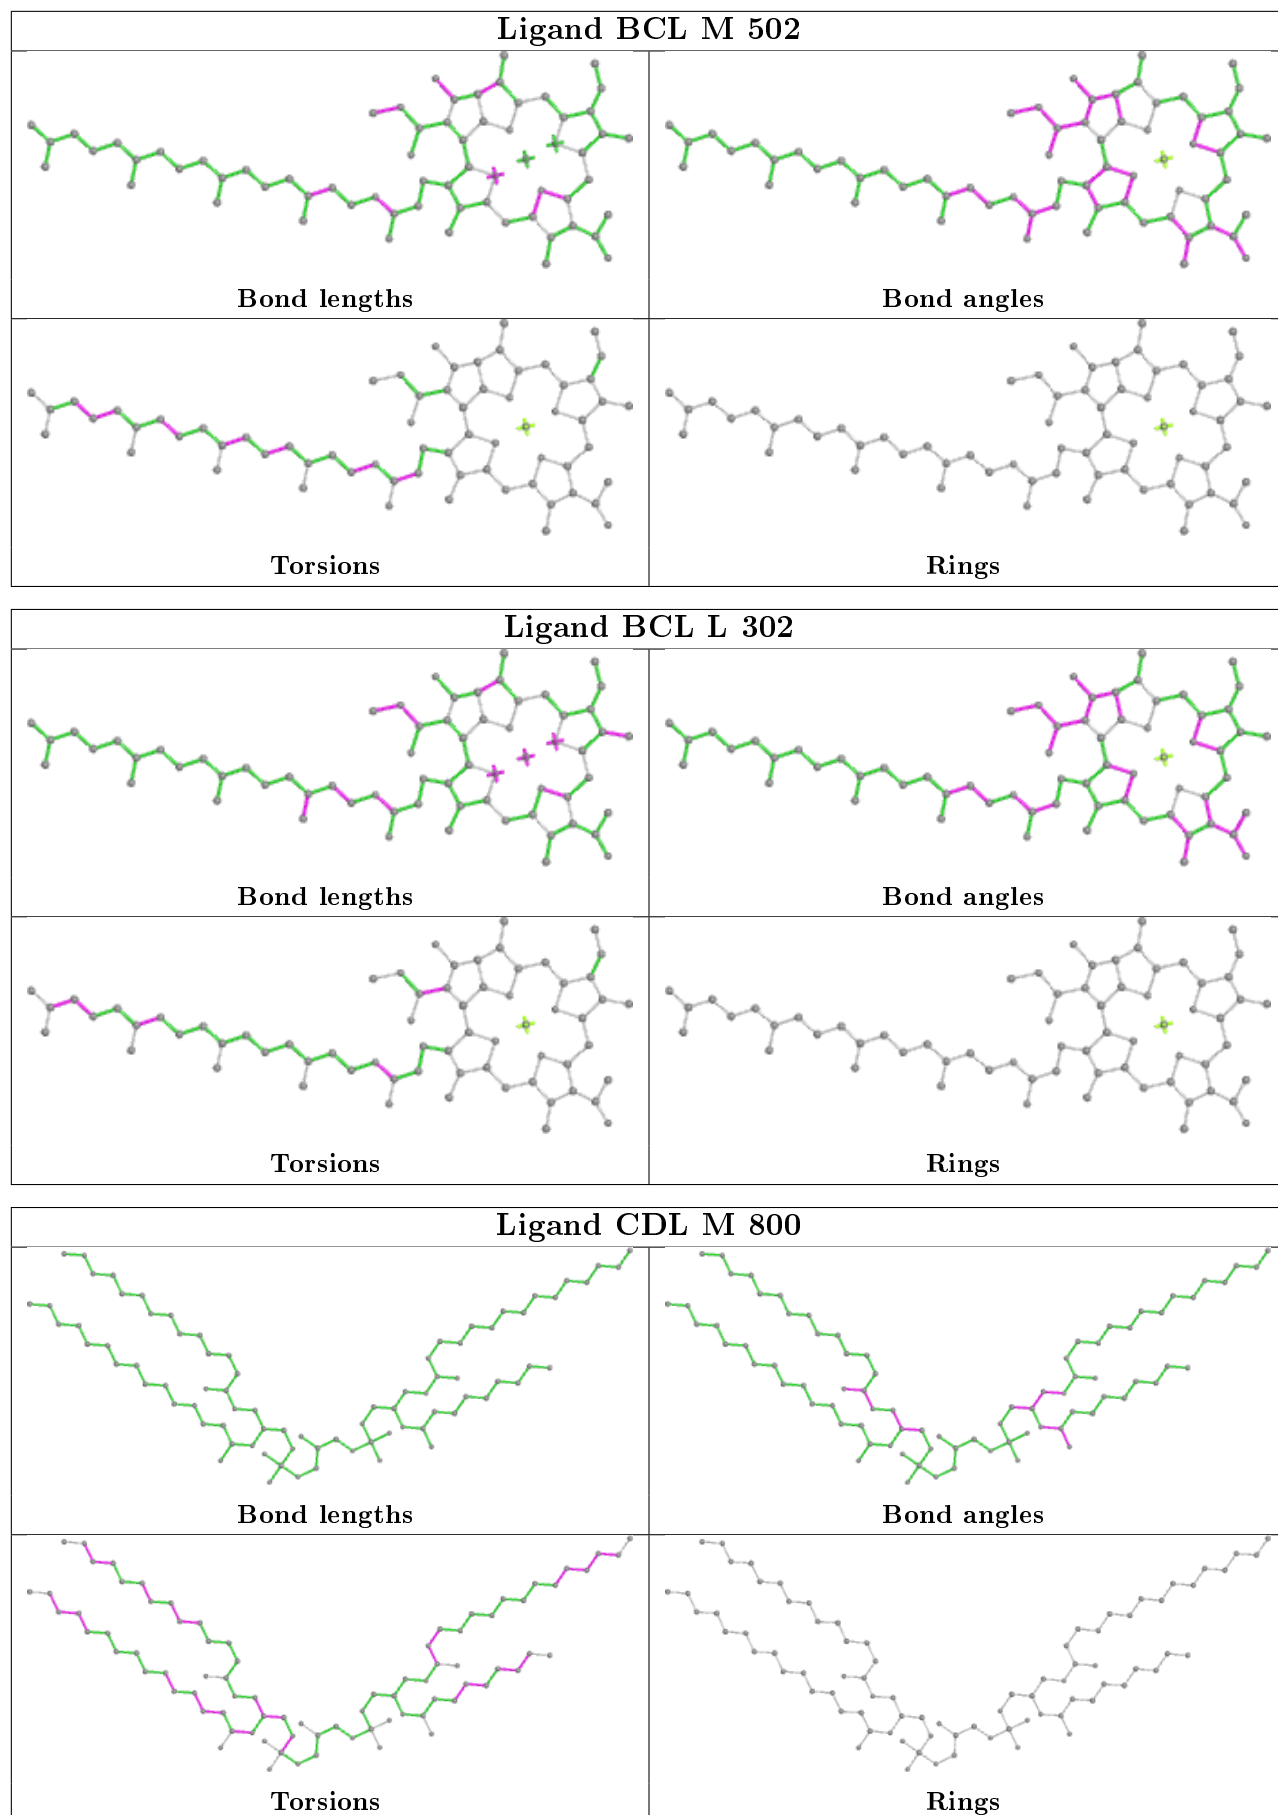 Ligand BCL M 502
Bond lengths
Bond angles
Torsions
Rings
Ligand BCL L 302
Bond lengths
Bond angles
Torsions
Rings
Ligand CDL M 800
Bond lengths
Bond angles
Torsions
Rings